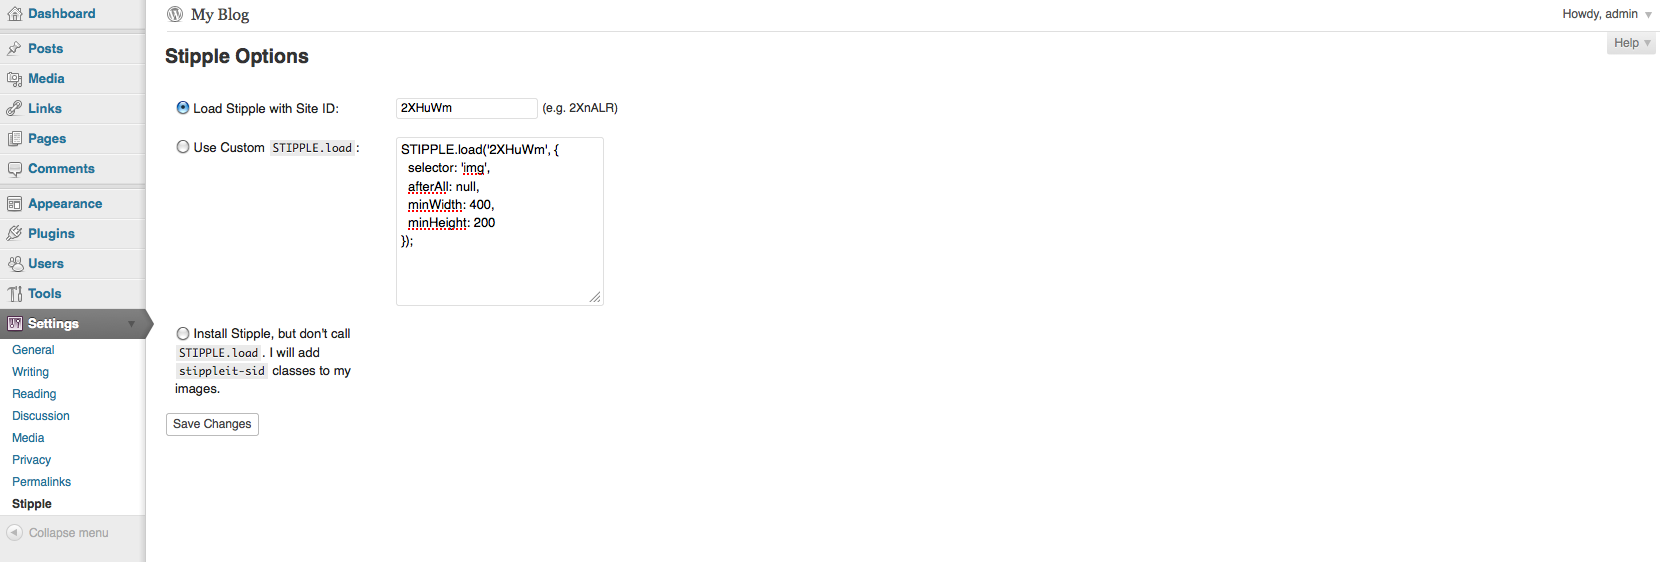 Dashboard
Posts
Media
Links
Pages
Comments
Appearance
Plugins
Users
Tools
Settings
General
Writing
Reading
Discussion
Media
Privacy
Permalinks
Stipple
Collapse menu
My Blog
Howdy, admin
Help
Stipple Options
Load Stipple with Site ID:
2XHuWm
(e.g. 2XnALR)
Use Custom STIPPLE.load:
STIPPLE.load('2XHuWm', {
selector: 'img',
afterAll: null,
minWidth: 400,
minHeight: 200
});
Install Stipple, but don't call
STIPPLE.load. I will add
stippleit-sid classes to my
images.
Save Changes